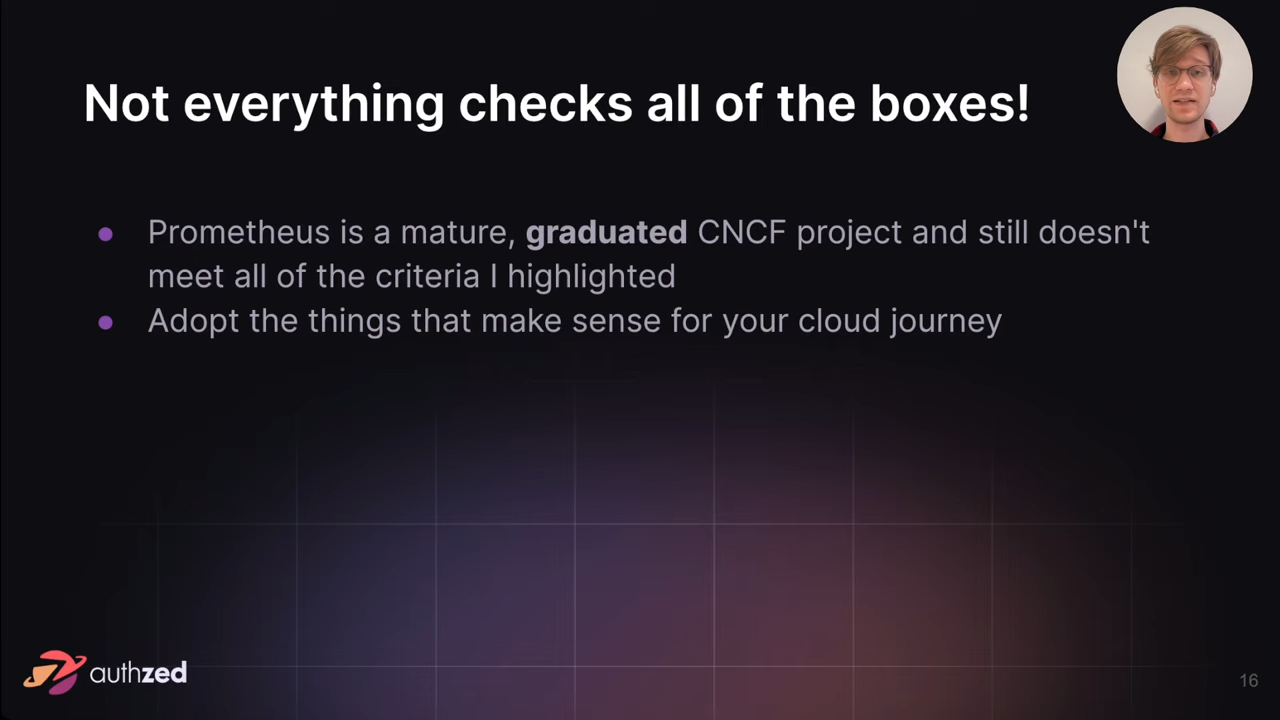 Not everything checks all of the boxes!
● Prometheus is a mature, graduated CNCF project and still doesn't
meet all of the criteria I highlighted
● Adopt the things that make sense for your cloud journey
authzed
16